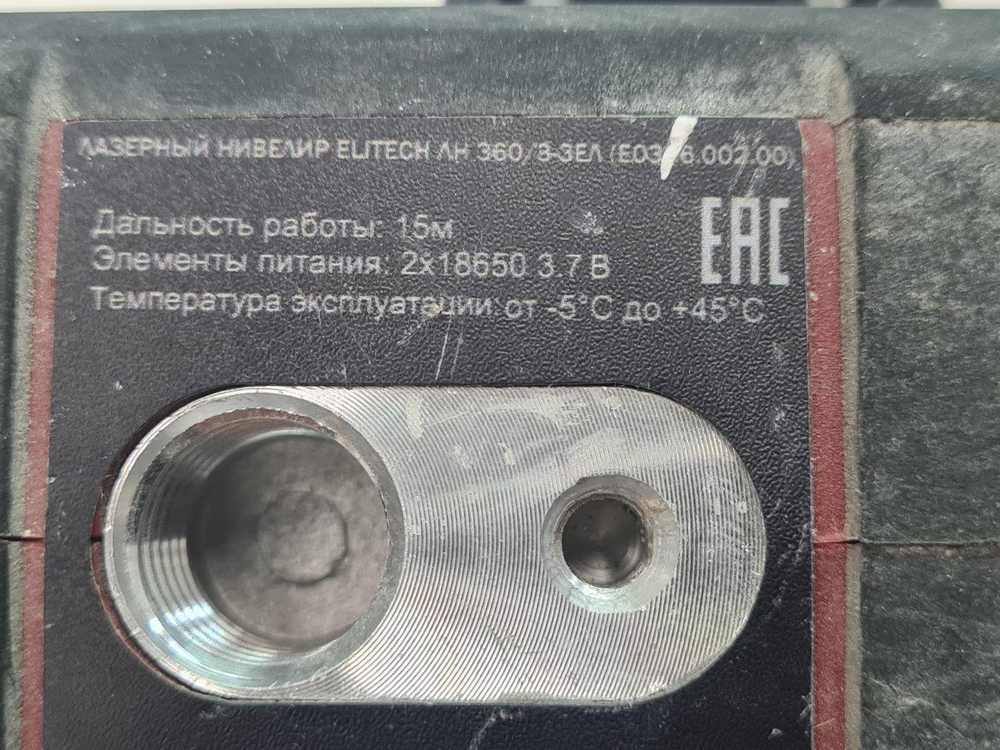 ЛАЗЕРНЫЙ НИВЕЛИР ELITECH ЛН 360/3-ЗЕЛ
Дальность работы: 15м
Элементы питания: 2x18650 3.7 В
Температура эксплуатации: от -5°C до +45°C
EAC